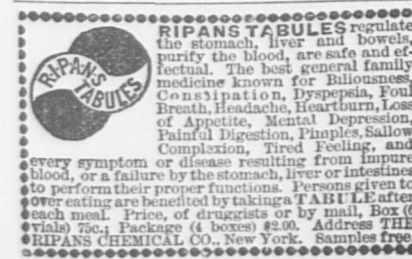 RIPANS TABULES
RIPANS TABULES regulate
the stomach, liver and bowels,
purify the blood, are safe and ef-
fectual. The best general family
medicine known for Biliousness,
Constipation, Dyspepsia, Foul
Breath, Headache, Heartburn, Loss
of Appetite, Mental Depression,
Painful Digestion, Pimples, Sallow
Complexion, Tired Feeling, and
every symptom or disease resulting from impure
blood, or a failure by the stomach, liver or intestines
to perform their proper functions. Persons given to
over eating are benefited by taking a TABULE after
each meal. Price, of druggists or by mail, Box (6
vials) 75c.; Package (4 boxes) $2.00. Address THE
RIPANS CHEMICAL CO., New York. Samples free.